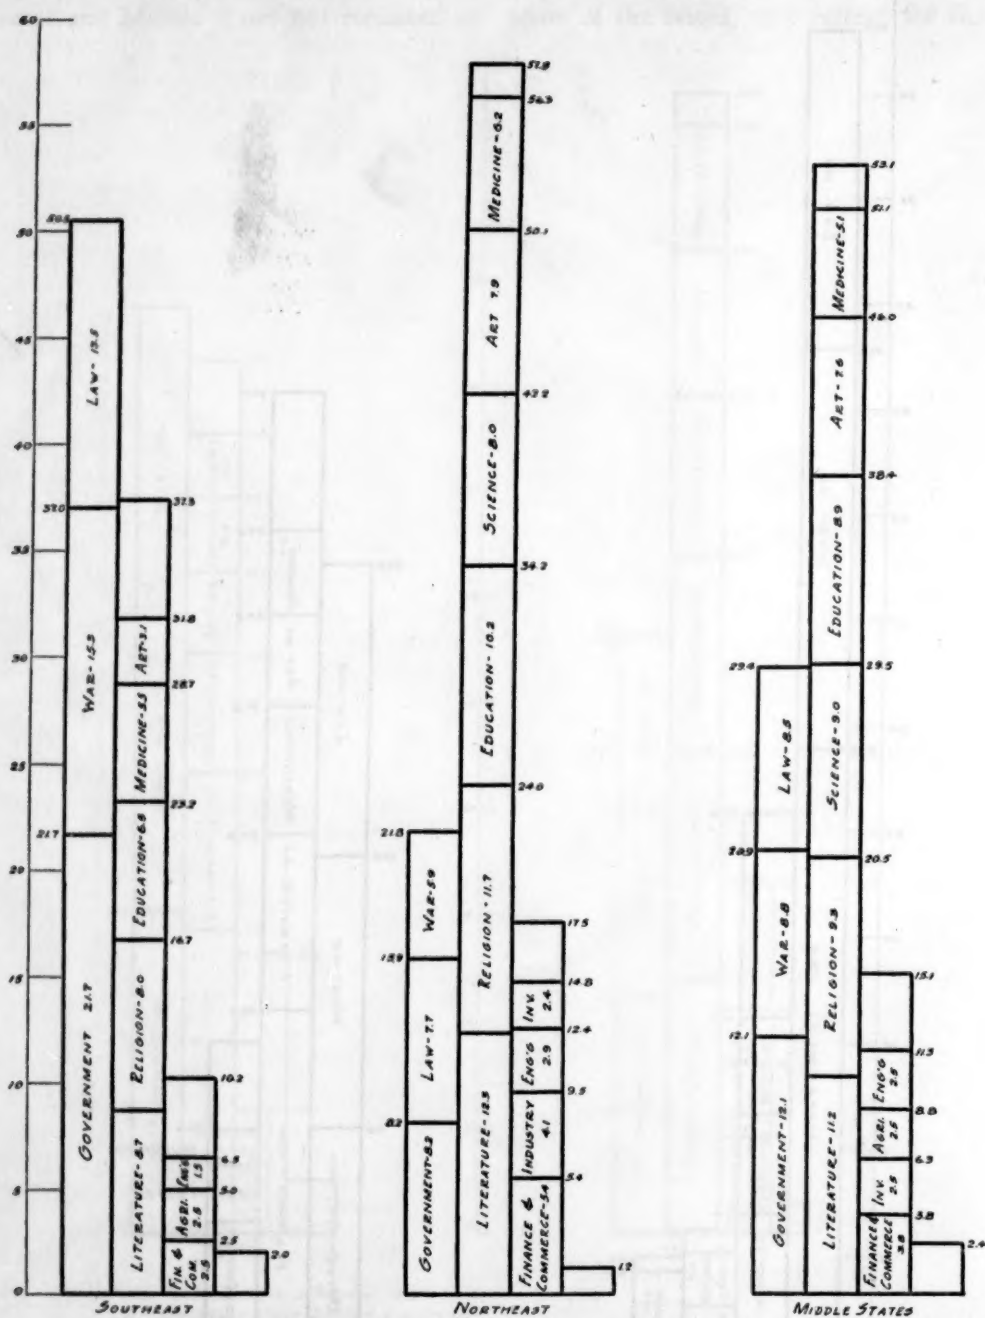 60
55
50
45
40
35
30
25
20
15
10
5
0
50.5
LAW- 13.5
37.0
WAR- 15.3
21.7
GOVERNMENT 21.7
37.5
31.8
ART-3.1
28.7
MEDICINE-5.5
23.2
EDUCATION-6.5
16.7
RELIGION-8.0
LITERATURE-8.7
10.2
6.5
ENG'G
1.5
5.0
AGRI.
2.5
2.5
FIN. &
COM.
2.5
2.0
SOUTHEAST
21.8
WAR-5.9
15.9
LAW-7.7
8.2
GOVERNMENT-8.2
57.8
56.3
MEDICINE-6.2
50.1
ART 7.9
42.2
SCIENCE-8.0
34.2
EDUCATION-10.2
24.0
RELIGION-11.7
LITERATURE-12.3
17.5
14.8
INV.
2.4
12.4
ENG'G
2.9
9.5
INDUSTRY
4.1
5.4
FINANCE &
COMMERCE-5.4
1.2
NORTHEAST
29.4
LAW-8.5
20.9
WAR-8.8
12.1
GOVERNMENT-12.1
53.1
51.1
MEDICINE-5.1
46.0
ART-7.6
38.4
EDUCATION-8.9
29.5
SCIENCE-9.0
20.5
RELIGION-9.3
LITERATURE-11.2
15.1
11.3
ENG'G
2.5
8.8
AGRI.
2.5
6.3
INV.
2.5
3.8
FINANCE &
COMMERCE
3.8
2.4
MIDDLE STATES